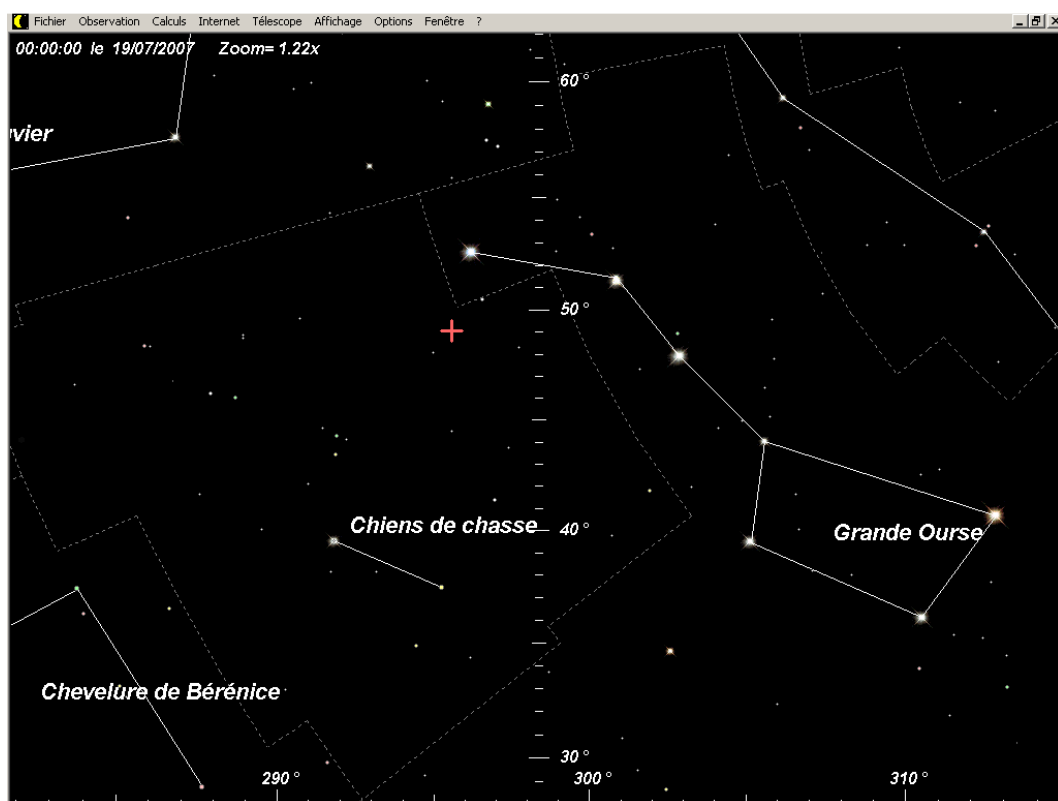 Fichier Observation Calculs Internet Télescope Affichage Options Fenêtre ?
00:00:00 le 19/07/2007 Zoom= 1.22x
60°
vier
50°
Chiens de chasse
40°
Grande Ourse
Chevelure de Bérénice
30°
290° 300° 310°